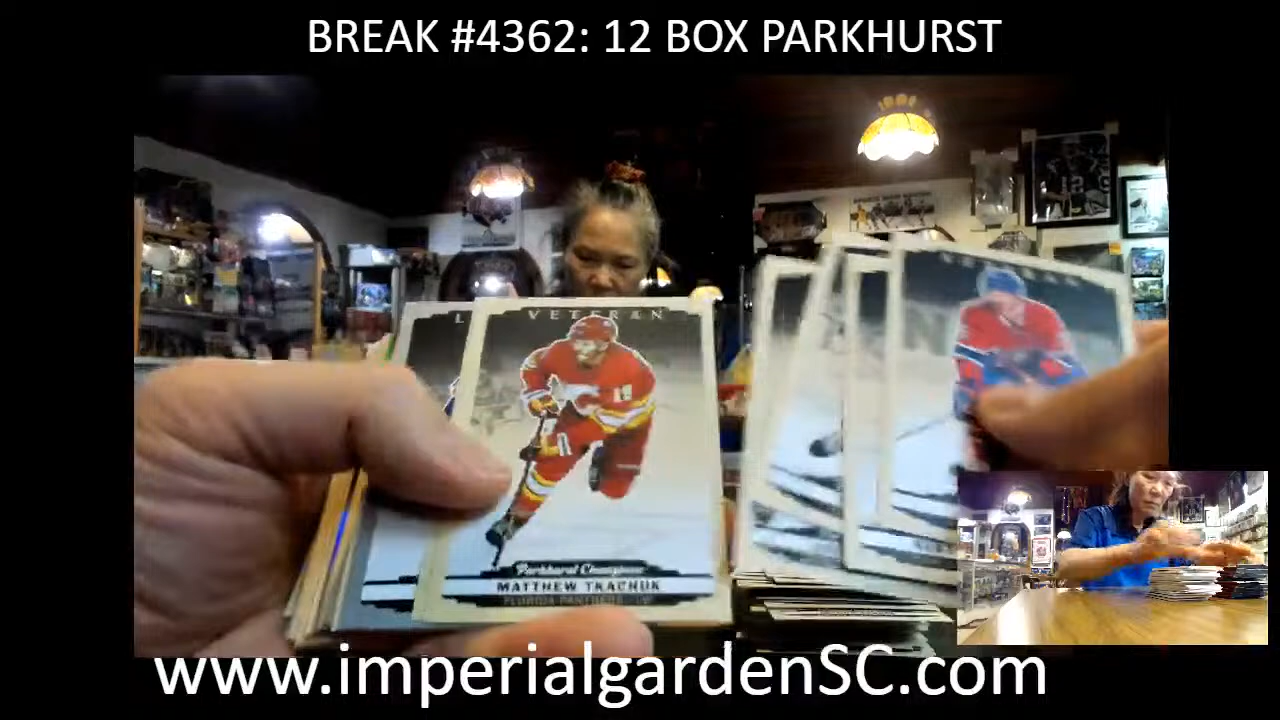 BREAK #4362: 12 BOX PARKHURST
VETERAN
Parkhurst Champions
MATTHEW TKACHUK
FLORIDA PANTHERS
www.imperialgardenSC.com